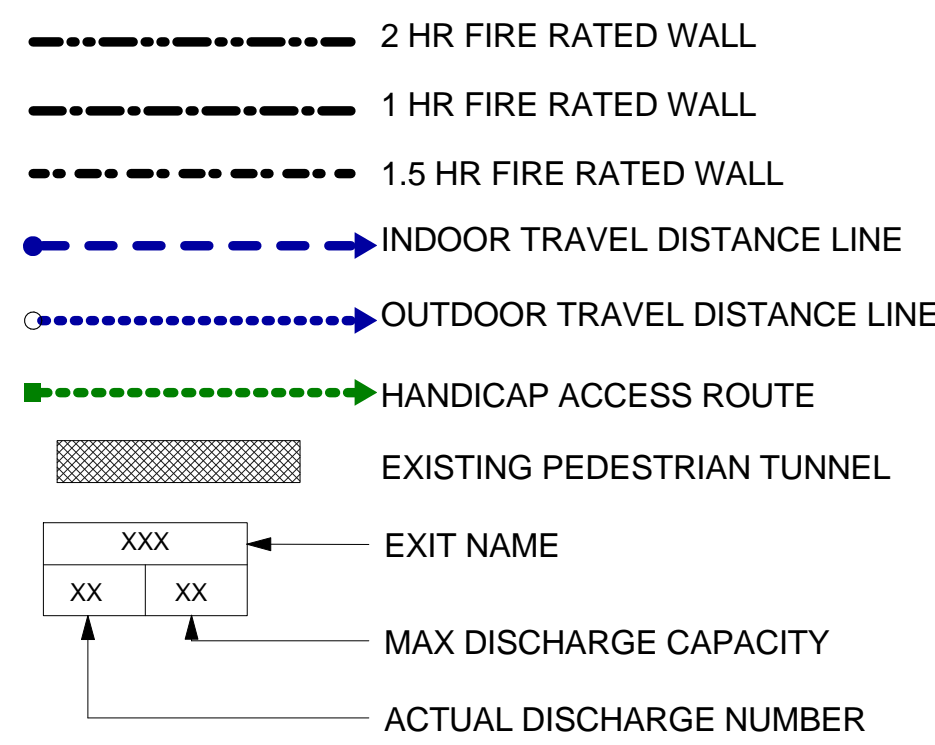 2 HR FIRE RATED WALL
1 HR FIRE RATED WALL
1.5 HR FIRE RATED WALL
INDOOR TRAVEL DISTANCE LINE
OUTDOOR TRAVEL DISTANCE LINE
HANDICAP ACCESS ROUTE
EXISTING PEDESTRIAN TUNNEL
XXX
EXIT NAME
XX XX
MAX DISCHARGE CAPACITY
ACTUAL DISCHARGE NUMBER